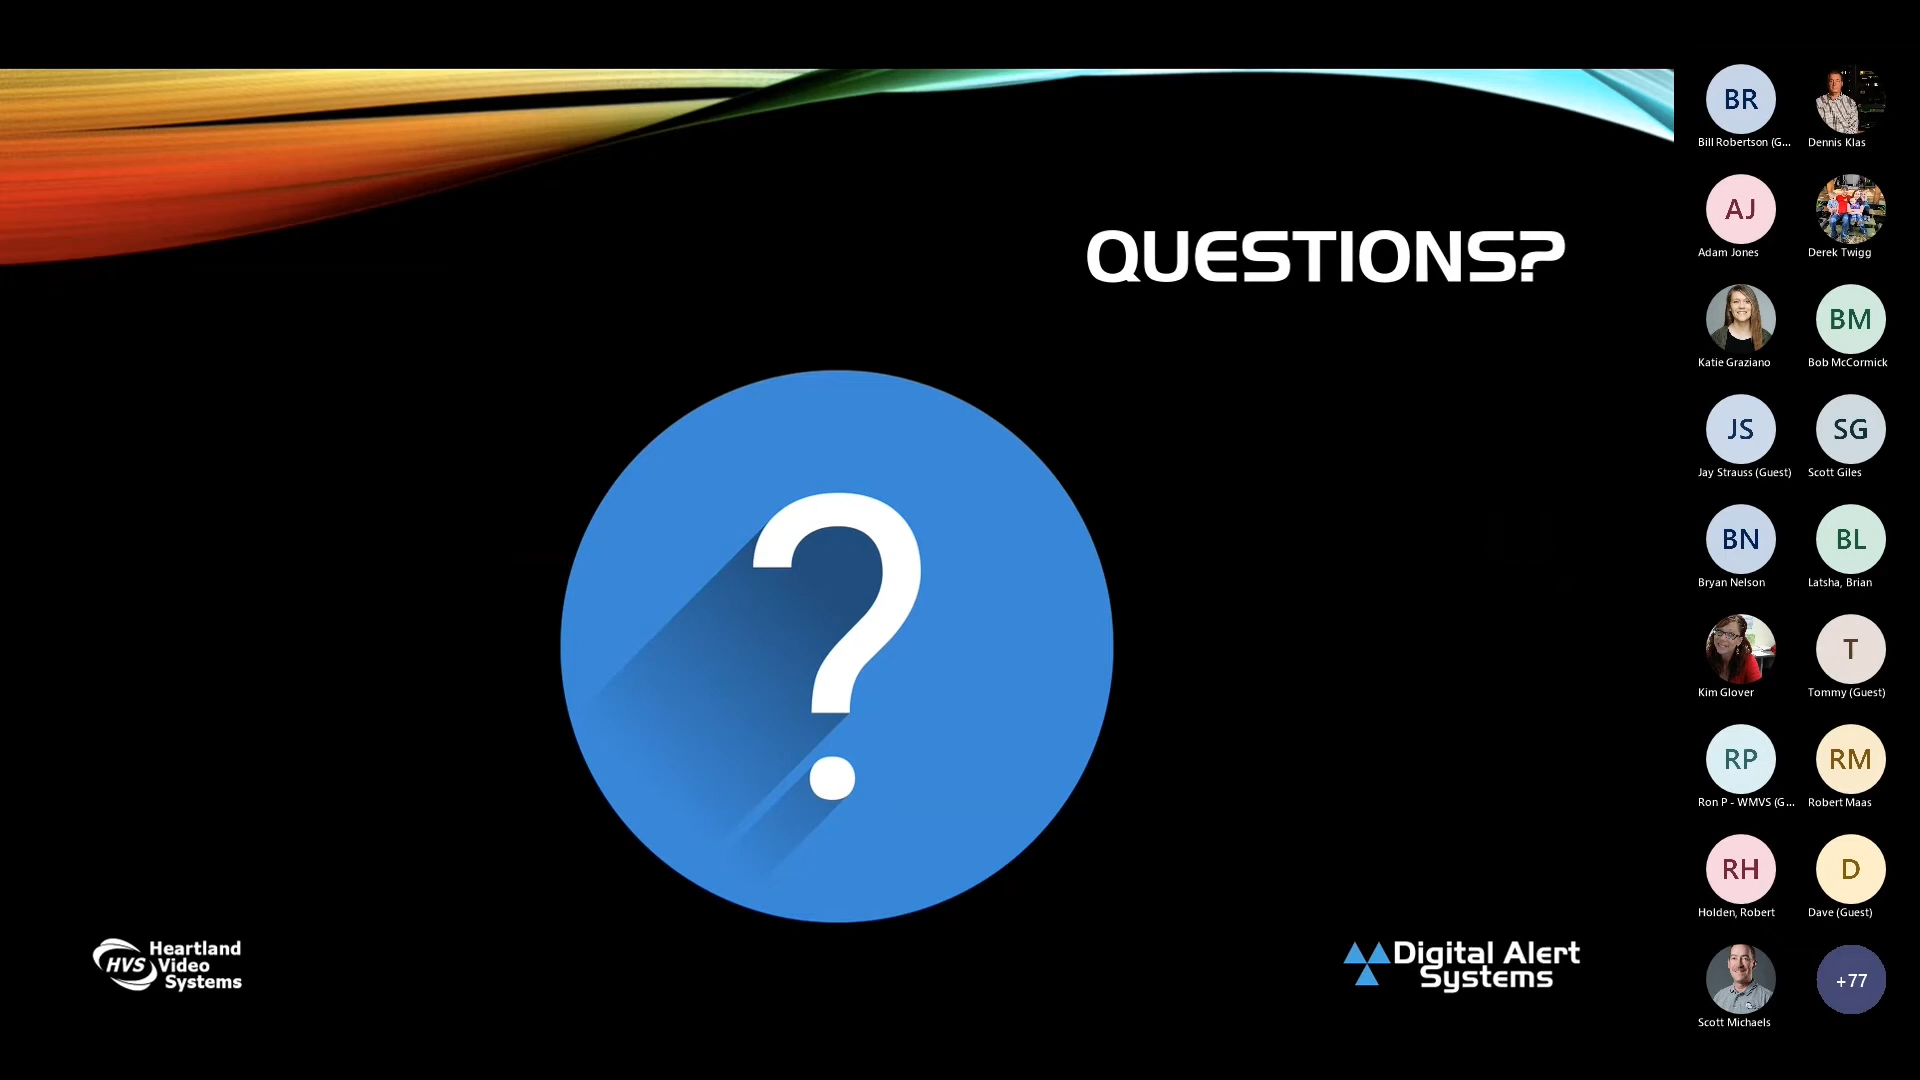 QUESTIONS?
?
HVS
Heartland
Video
Systems
Digital Alert
Systems
BR
Bill Robertson (G...
Dennis Klas
AJ
Adam Jones
Derek Twigg
Katie Graziano
BM
Bob McCormick
JS
Jay Strauss (Guest)
SG
Scott Giles
BN
Bryan Nelson
BL
Latsha, Brian
Kim Glover
T
Tommy (Guest)
RP
Ron P - WMVS (G...
RM
Robert Maas
RH
Holden, Robert
D
Dave (Guest)
Scott Michaels
+77